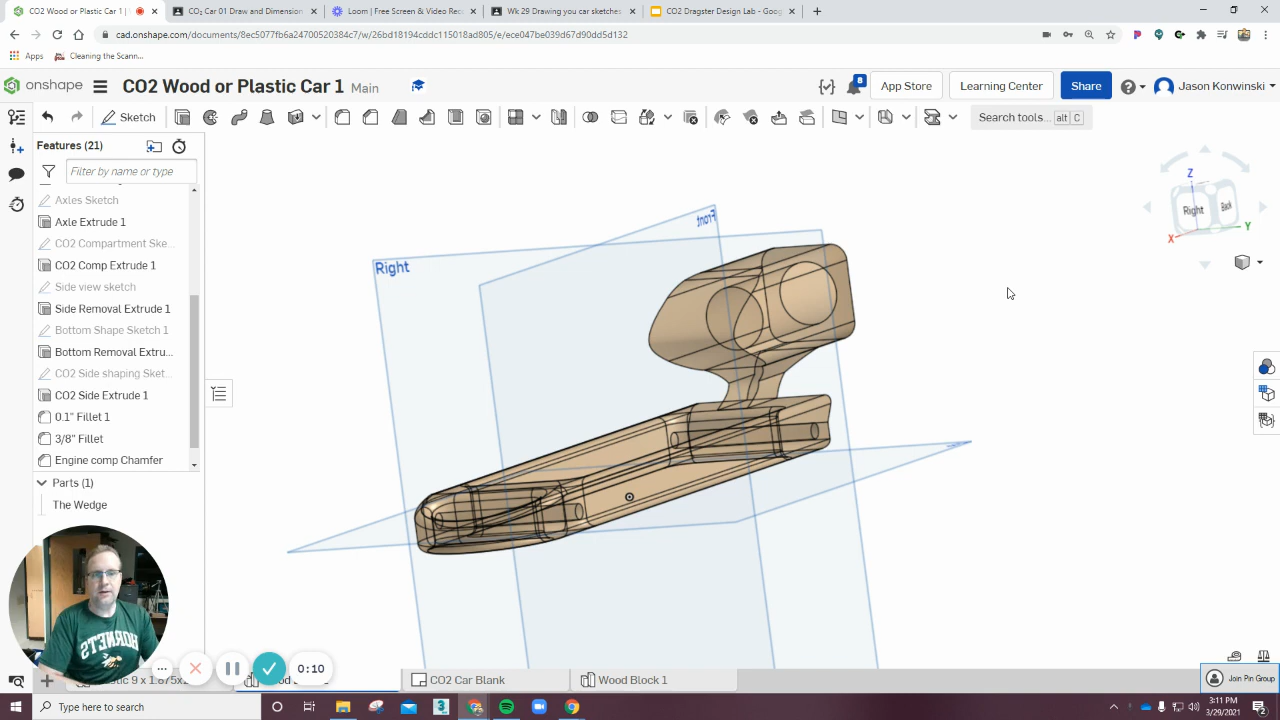 CO2 Wood or Plastic Car 1 |
CO₂ Car 01 Draw and Dimension
Loom | Free Screen & Video Rec
Wk 29 Drawing you car sketches
CO2 Dragster Design Lab - Goog
cad.onshape.com/documents/8ec5077fb6a24700520384c7/w/26bd18194cddc115018ad805/e/ece047be039d67d90dd5d132
Apps
Cleaning the Scann...
onshape
CO2 Wood or Plastic Car 1
Main
8
App Store
Learning Center
Share
Jason Konwinski
Sketch
Search tools...
alt
C
Features (21)
Filter by name or type
Axles Sketch
Axle Extrude 1
CO2 Compartment Ske...
CO2 Comp Extrude 1
Side view sketch
Side Removal Extrude 1
Bottom Shape Sketch 1
Bottom Removal Extru...
CO2 Side shaping Sket...
CO2 Side Extrude 1
0.1" Fillet 1
3/8" Fillet
Engine comp Chamfer
Parts (1)
The Wedge
Right
Front
Z
Right
Back
X
Y
HORNETS
0:10
CO2 Car Blank
Wood Block 1
Join Pin Group
Type here to search
3:11 PM
3/29/2021
2